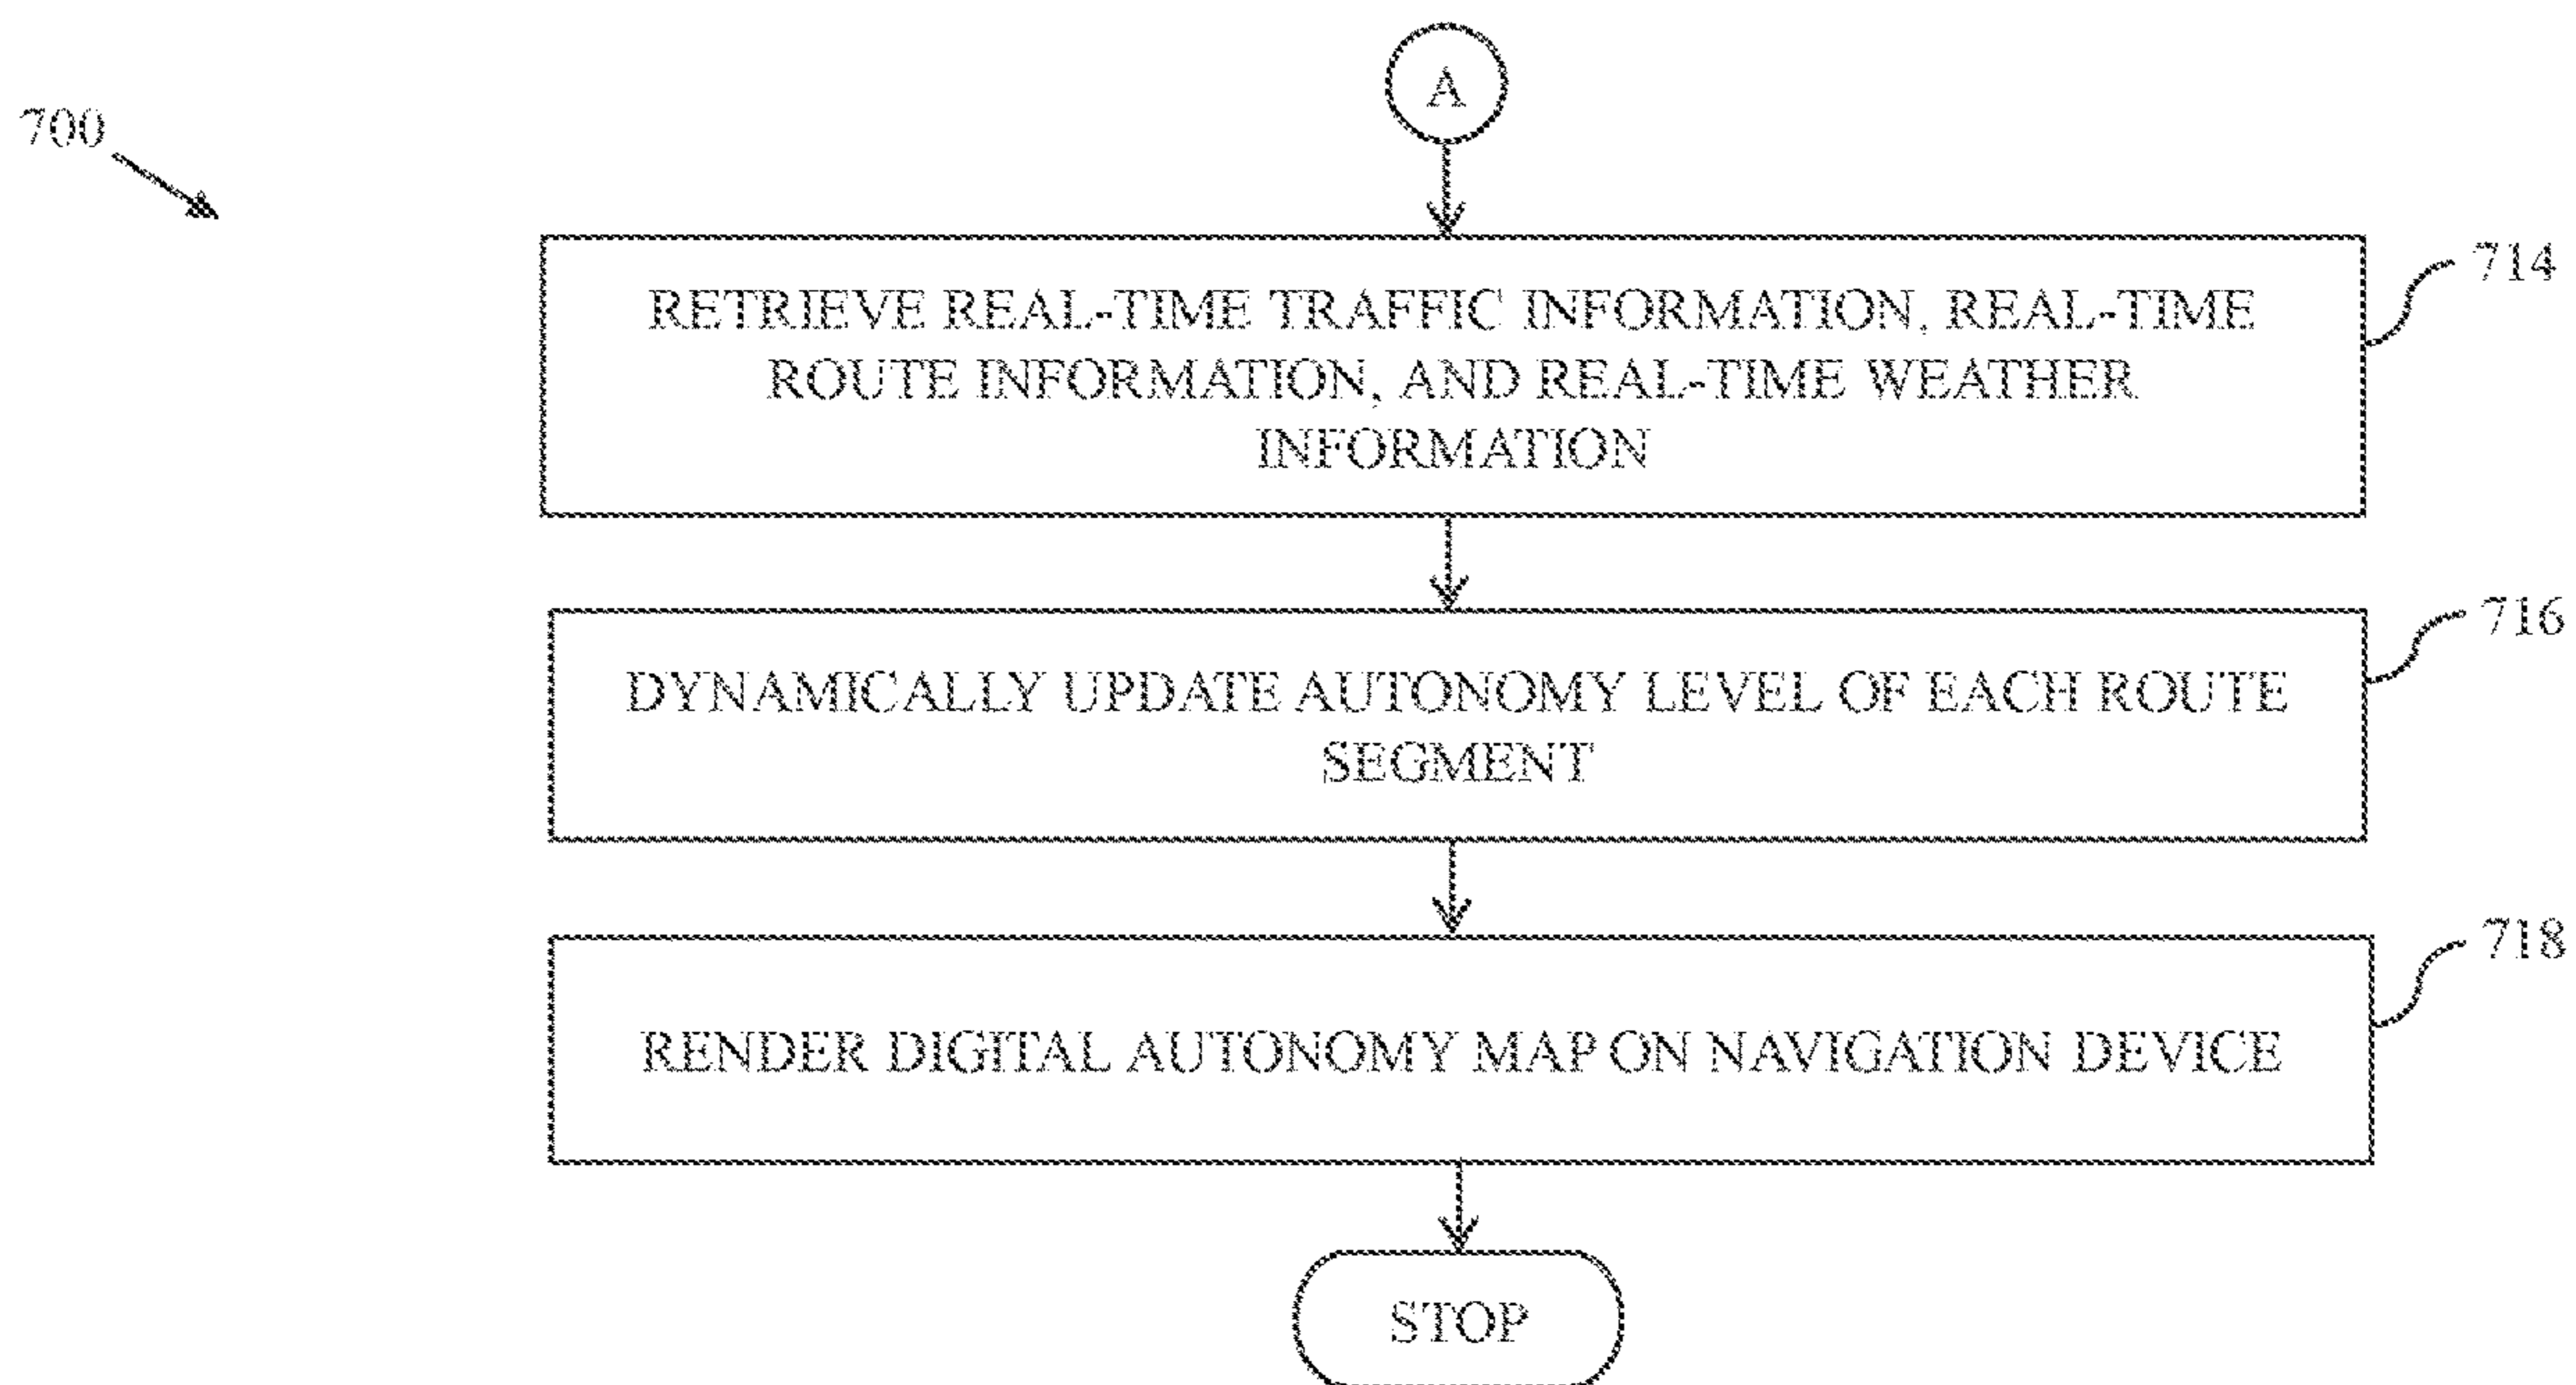 A
700
RETRIEVE REAL-TIME TRAFFIC INFORMATION, REAL-TIME
ROUTE INFORMATION, AND REAL-TIME WEATHER
INFORMATION
714
DYNAMICALLY UPDATE AUTONOMY LEVEL OF EACH ROUTE
SEGMENT
716
RENDER DIGITAL AUTONOMY MAP ON NAVIGATION DEVICE
718
STOP